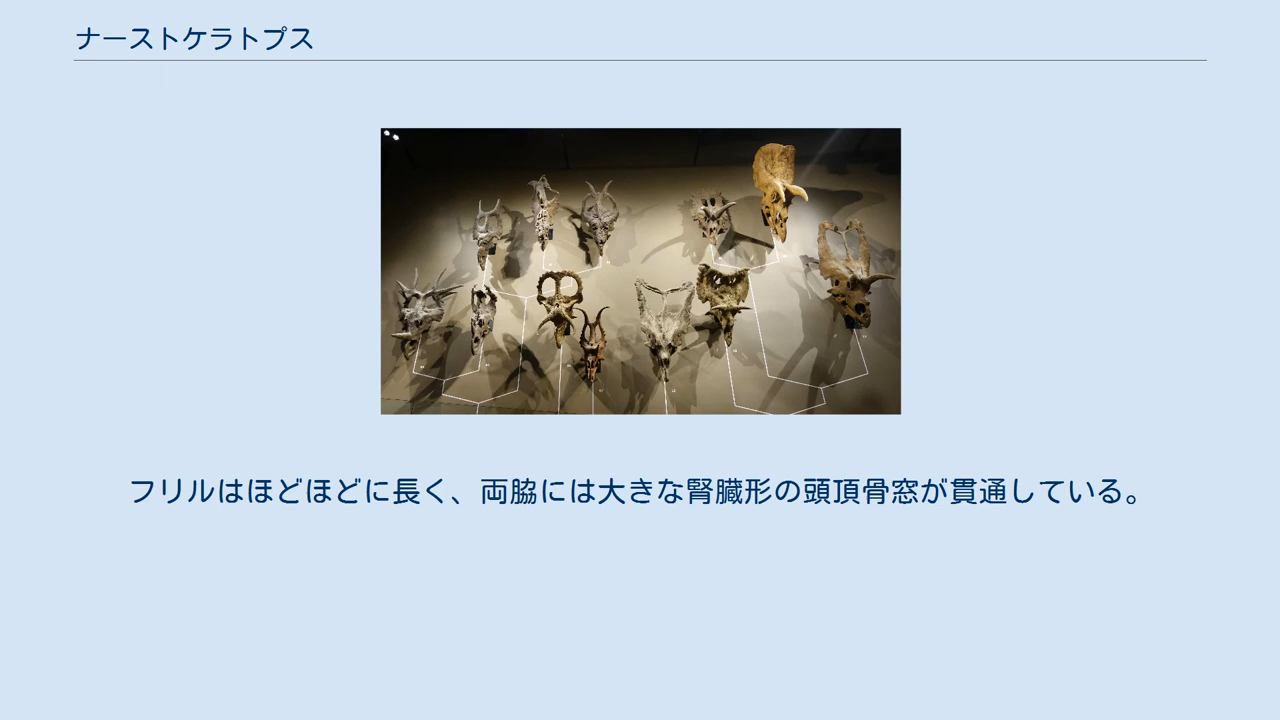 ナーストケラトプス
フリルはほどほどに長く、両脇には大きな腎臓形の頭頂骨窓が貫通している。